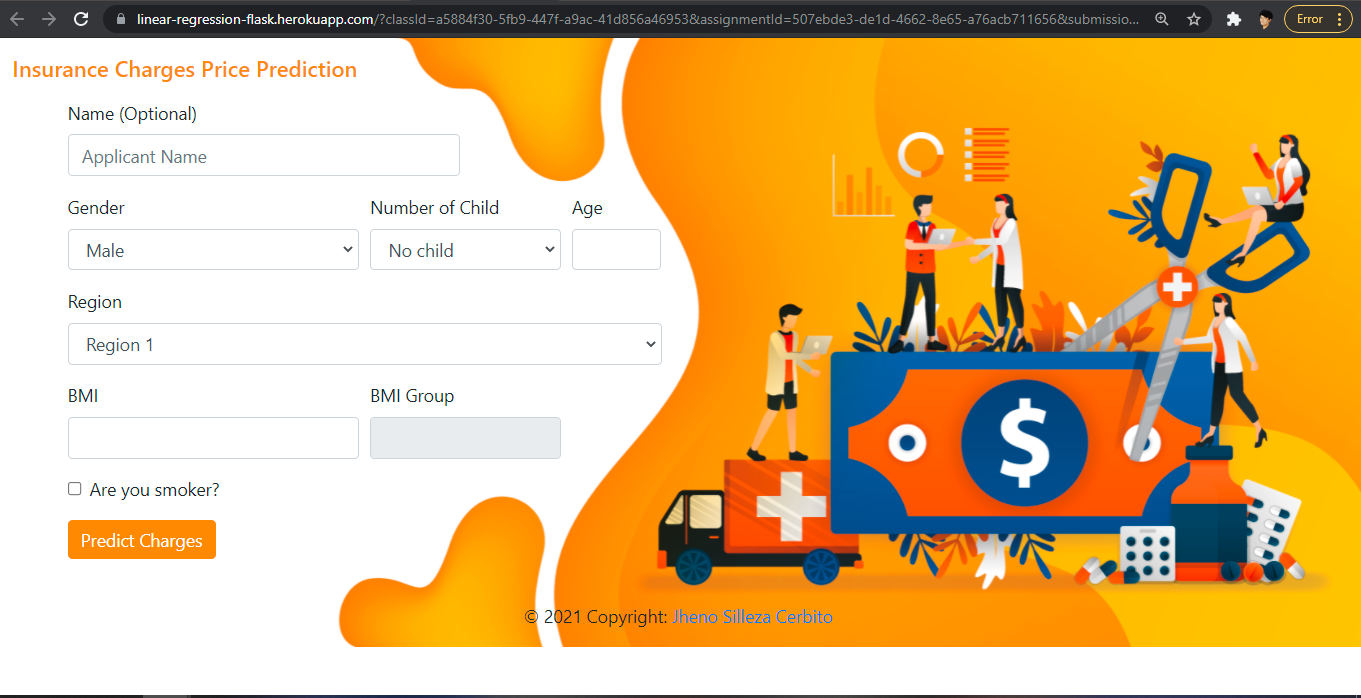 linear-regression-flask.herokuapp.com/?classId=a5884f30-5fb9-447f-a9ac-41d856a46953&assignmentId=507ebde3-de1d-4662-8e65-a76acb711656&submissio...
Error
Insurance Charges Price Prediction
Name (Optional)
Applicant Name
Gender Number of Child Age
Male No child
Region
Region 1
BMI BMI Group
Are you smoker?
Predict Charges
$
© 2021 Copyright: Jheno Silleza Cerbito